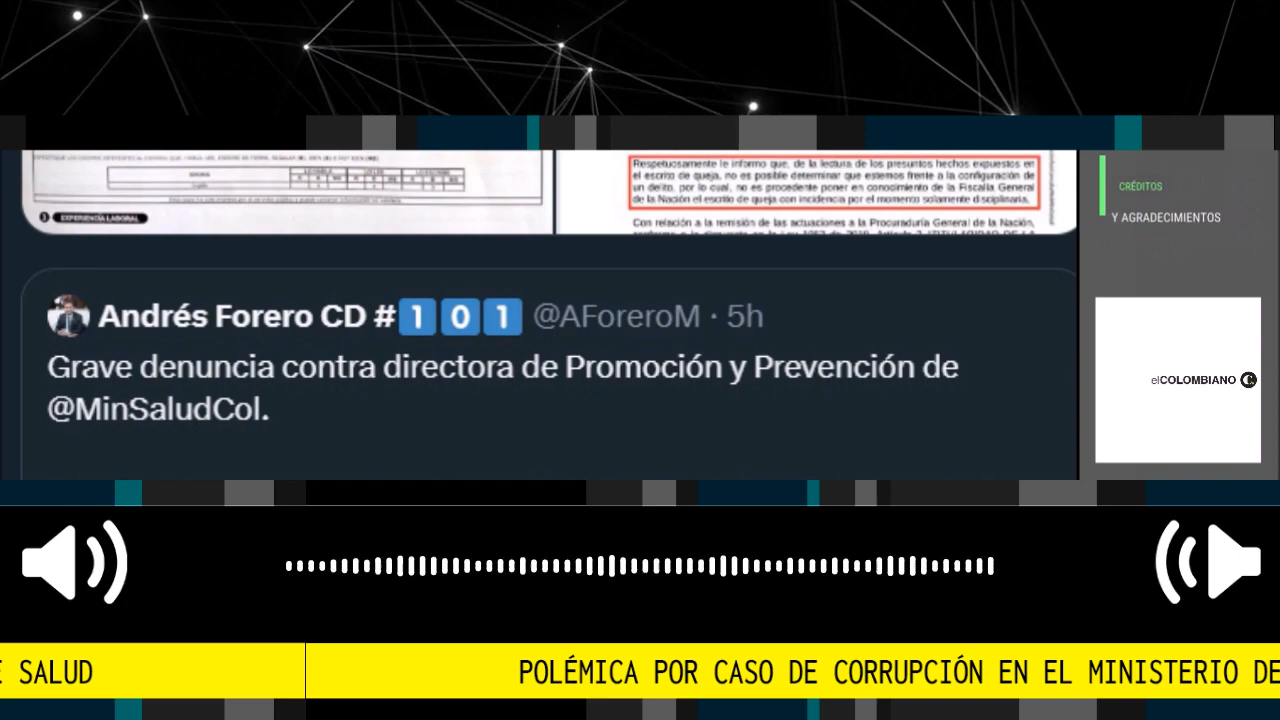 EXPERIENCIA LABORAL
Respetuosamente le informo que, de la lectura de los presuntos hechos expuestos en
el escrito de queja, no es posible determinar que estemos frente a la configuración de
un delito, por lo cual, no es procedente poner en conocimiento de la Fiscalía General
de la Nación el escrito de queja con incidencia por el momento solamente disciplinaria.
Con relación a la remisión de las actuaciones a la Procuraduría General de la Nación,
CRÉDITOS
Y AGRADECIMIENTOS
Andrés Forero CD #101 @AForeroM · 5h
Grave denuncia contra directora de Promoción y Prevención de
@MinSaludCol.
elCOLOMBIANO
E SALUD
POLÉMICA POR CASO DE CORRUPCIÓN EN EL MINISTERIO DE